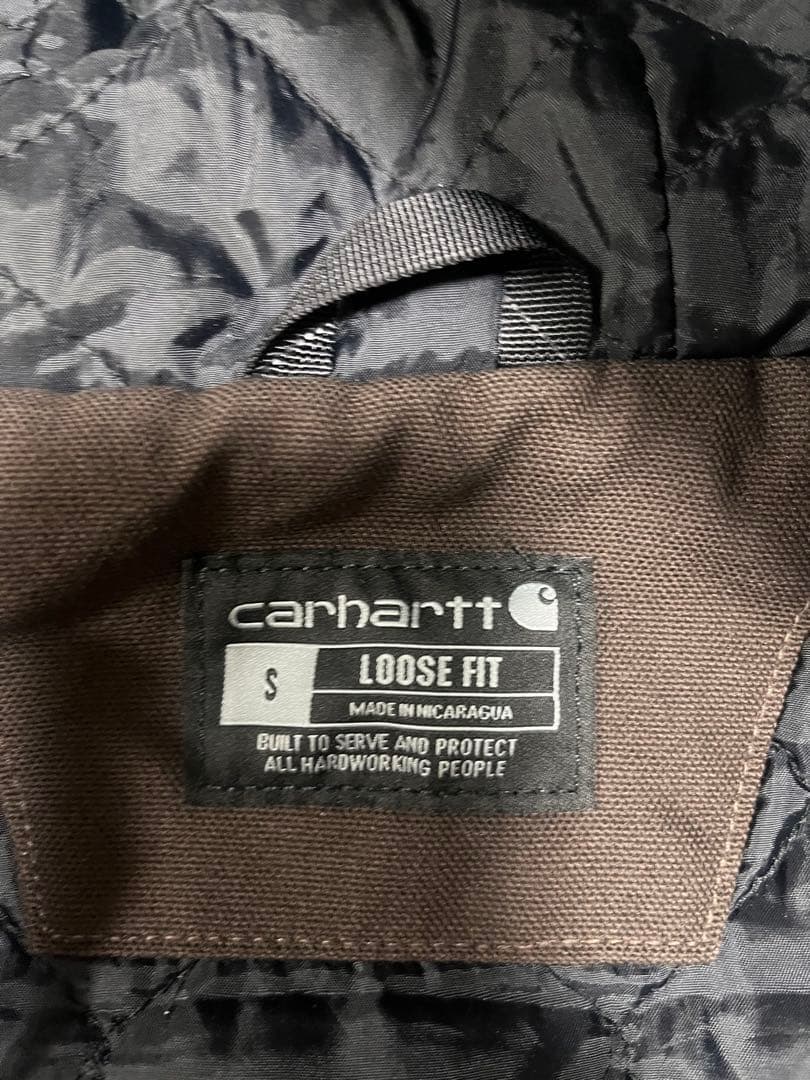 carhartt
S LOOSE FIT
MADE IN NICARAGUA
BUILT TO SERVE AND PROTECT
ALL HARDWORKING PEOPLE